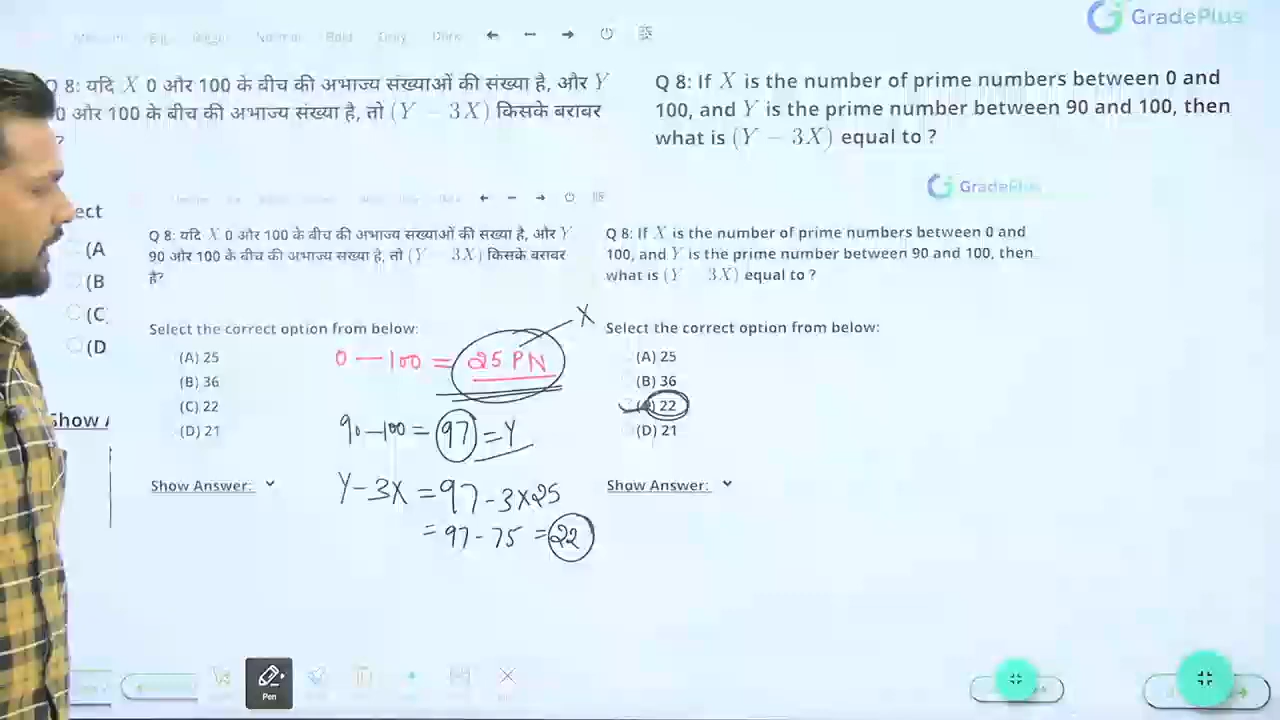 GradePlus
Normal Bold
Q 8: यदि X 0 और 100 के बीच की अभाज्य संख्याओं की संख्या है, और Y
0 और 100 के बीच की अभाज्य संख्या है, तो (Y − 3X) किसके बराबर
?
Q 8: If X is the number of prime numbers between 0 and
100, and Y is the prime number between 90 and 100, then
what is (Y − 3X) equal to ?
GradePlus
ect
(A
(B
(C
(D
Show A
Q 8: यदि X 0 और 100 के बीच की अभाज्य संख्याओं की संख्या है, और Y
90 और 100 के बीच की अभाज्य संख्या है, तो (Y 3X) किसके बराबर
है?
Select the correct option from below:
(A) 25
(B) 36
(C) 22
(D) 21
Show Answer:
0 — 100 = 25 PN
X
90 — 100 = 97 = Y
Y - 3X = 97 - 3 x 25
= 97 - 75 = 22
Q 8: If X is the number of prime numbers between 0 and
100, and Y is the prime number between 90 and 100, then
what is (Y 3X) equal to ?
Select the correct option from below:
(A) 25
(B) 36
22
(D) 21
Show Answer:
Pen